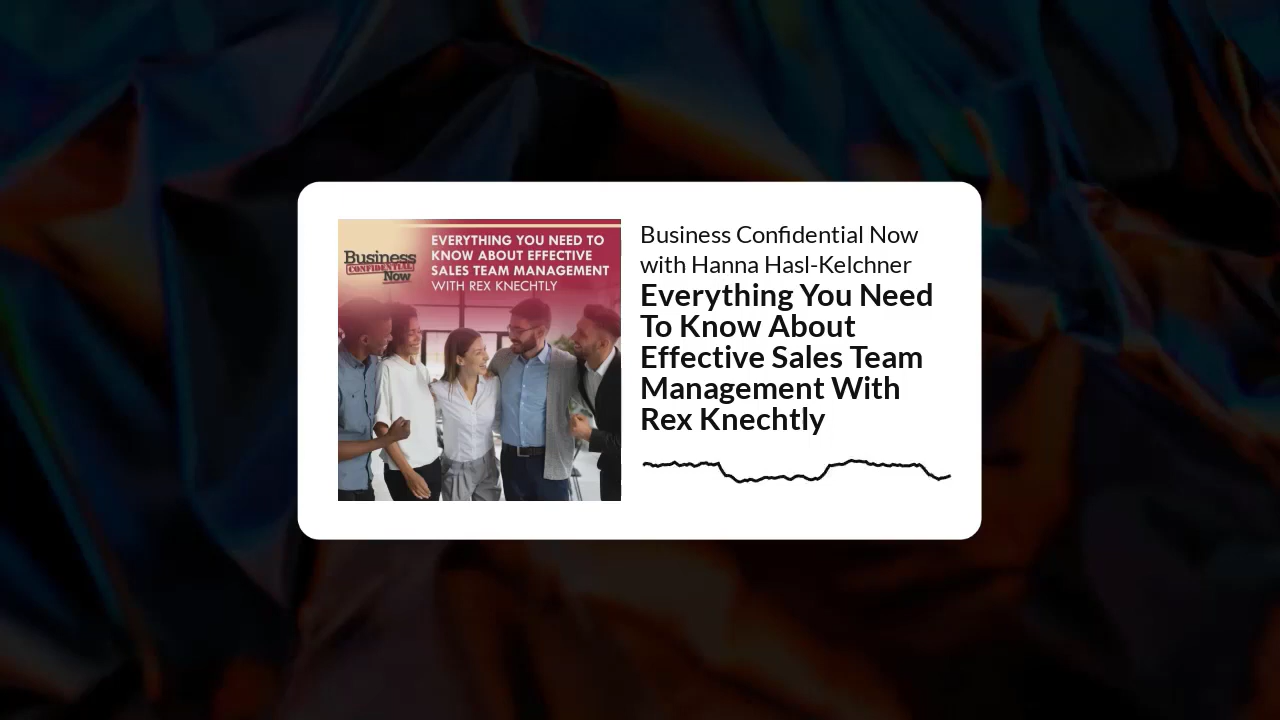 Business
CONFIDENTIAL
Now
EVERYTHING YOU NEED TO
KNOW ABOUT EFFECTIVE
SALES TEAM MANAGEMENT
WITH REX KNECHTLY
Business Confidential Now
with Hanna Hasl-Kelchner
Everything You Need
To Know About
Effective Sales Team
Management With
Rex Knechtly